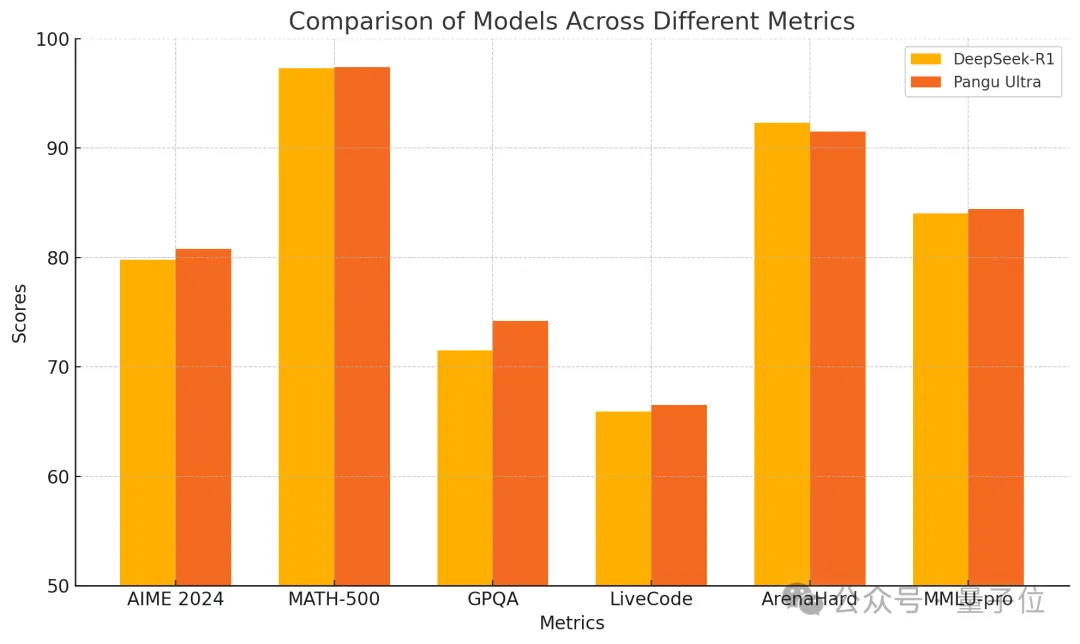 Comparison of Models Across Different Metrics
DeepSeek-R1
Pangu Ultra
Scores
100
90
80
70
60
50
AIME 2024 MATH-500 GPQA LiveCode ArenaHard MMLU-pro
Metrics
公众号 量子位